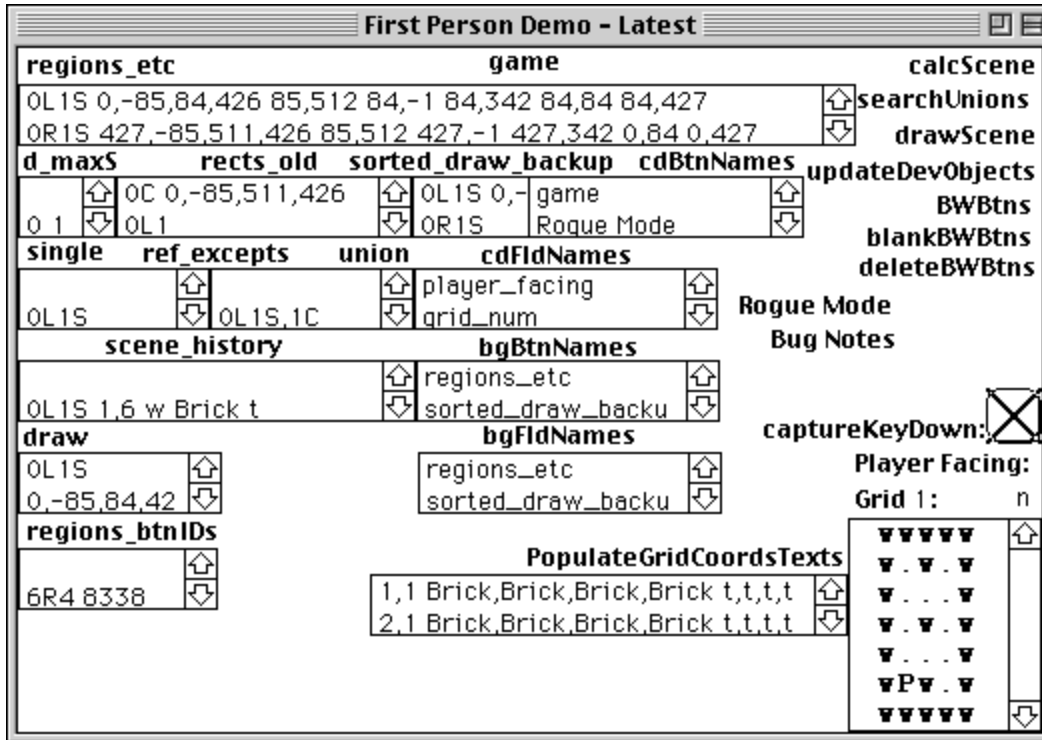 First Person Demo - Latest
regions_etc game calcScene
0L1S 0,-85,84,426 85,512 84,-1 84,342 84,84 84,427 searchUnions
0R1S 427,-85,511,426 85,512 427,-1 427,342 0,84 0,427 drawScene
d_maxS rects_old sorted_draw_backup cdBtnNames updateDevObjects
0C 0,-85,511,426 0L1S 0,- game BWBtns
0 1 0L1 0R1S Rogue Mode blankBWBtns
single ref_excepts union cdFldNames deleteBWBtns
player_facing
0L1S 0L1S,1C grid_num Rogue Mode
scene_history bgBtnNames Bug Notes
regions_etc
0L1S 1,6 w Brick t sorted_draw_backu
draw bgFldNames captureKeyDown:
0L1S regions_etc Player Facing:
0,-85,84,42 sorted_draw_backu Grid 1: n
regions_btnIDs
PopulateGridCoordsTexts
6R4 8338 1,1 Brick,Brick,Brick,Brick t,t,t,t
2,1 Brick,Brick,Brick,Brick t,t,t,t
P